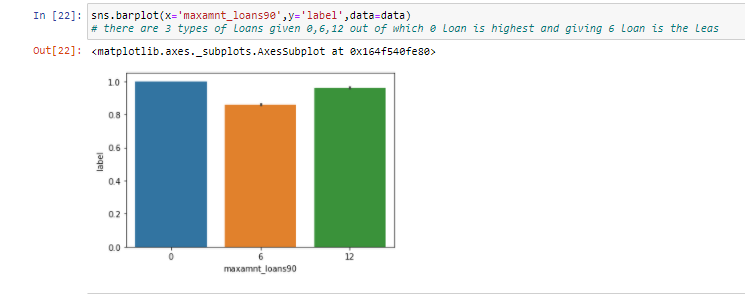 In [22]: sns.barplot(x='maxamnt_loans90',y='label',data=data)
# there are 3 types of loans given 0,6,12 out of which 0 loan is highest and giving 6 loan is the leas
Out[22]: <matplotlib.axes._subplots.AxesSubplot at 0x164f540fe80>
1.0
0.8
0.6
label
0.4
0.2
0.0
0 6 12
maxamnt_loans90